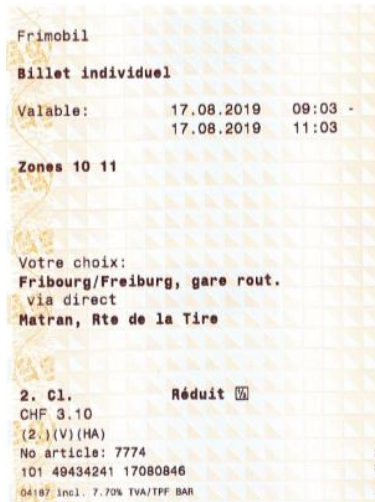 Frimobil
Billet individuel
Valable: 17.08.2019 09:03 -
17.08.2019 11:03
Zones 10 11
Votre choix:
Fribourg/Freiburg, gare rout.
via direct
Matran, Rte de la Tire
2. Cl. Réduit ½
CHF 3.10
(2.)(V)(HA)
No article: 7774
101 49434241 17080846
04187 incl. 7.70% TVA/TPF BAR